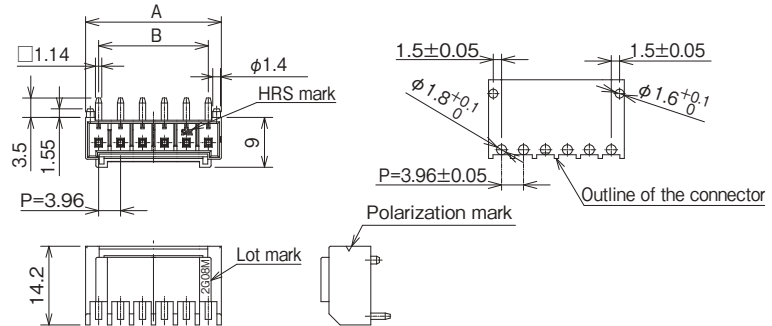 A
B
□1.14
φ1.4
HRS mark
3.5
1.55
9
P=3.96
1.5±0.05
1.5±0.05
φ1.8+0.1 0
φ1.6+0.1 0
P=3.96±0.05
Outline of the connector
Polarization mark
Lot mark
2G08M
14.2